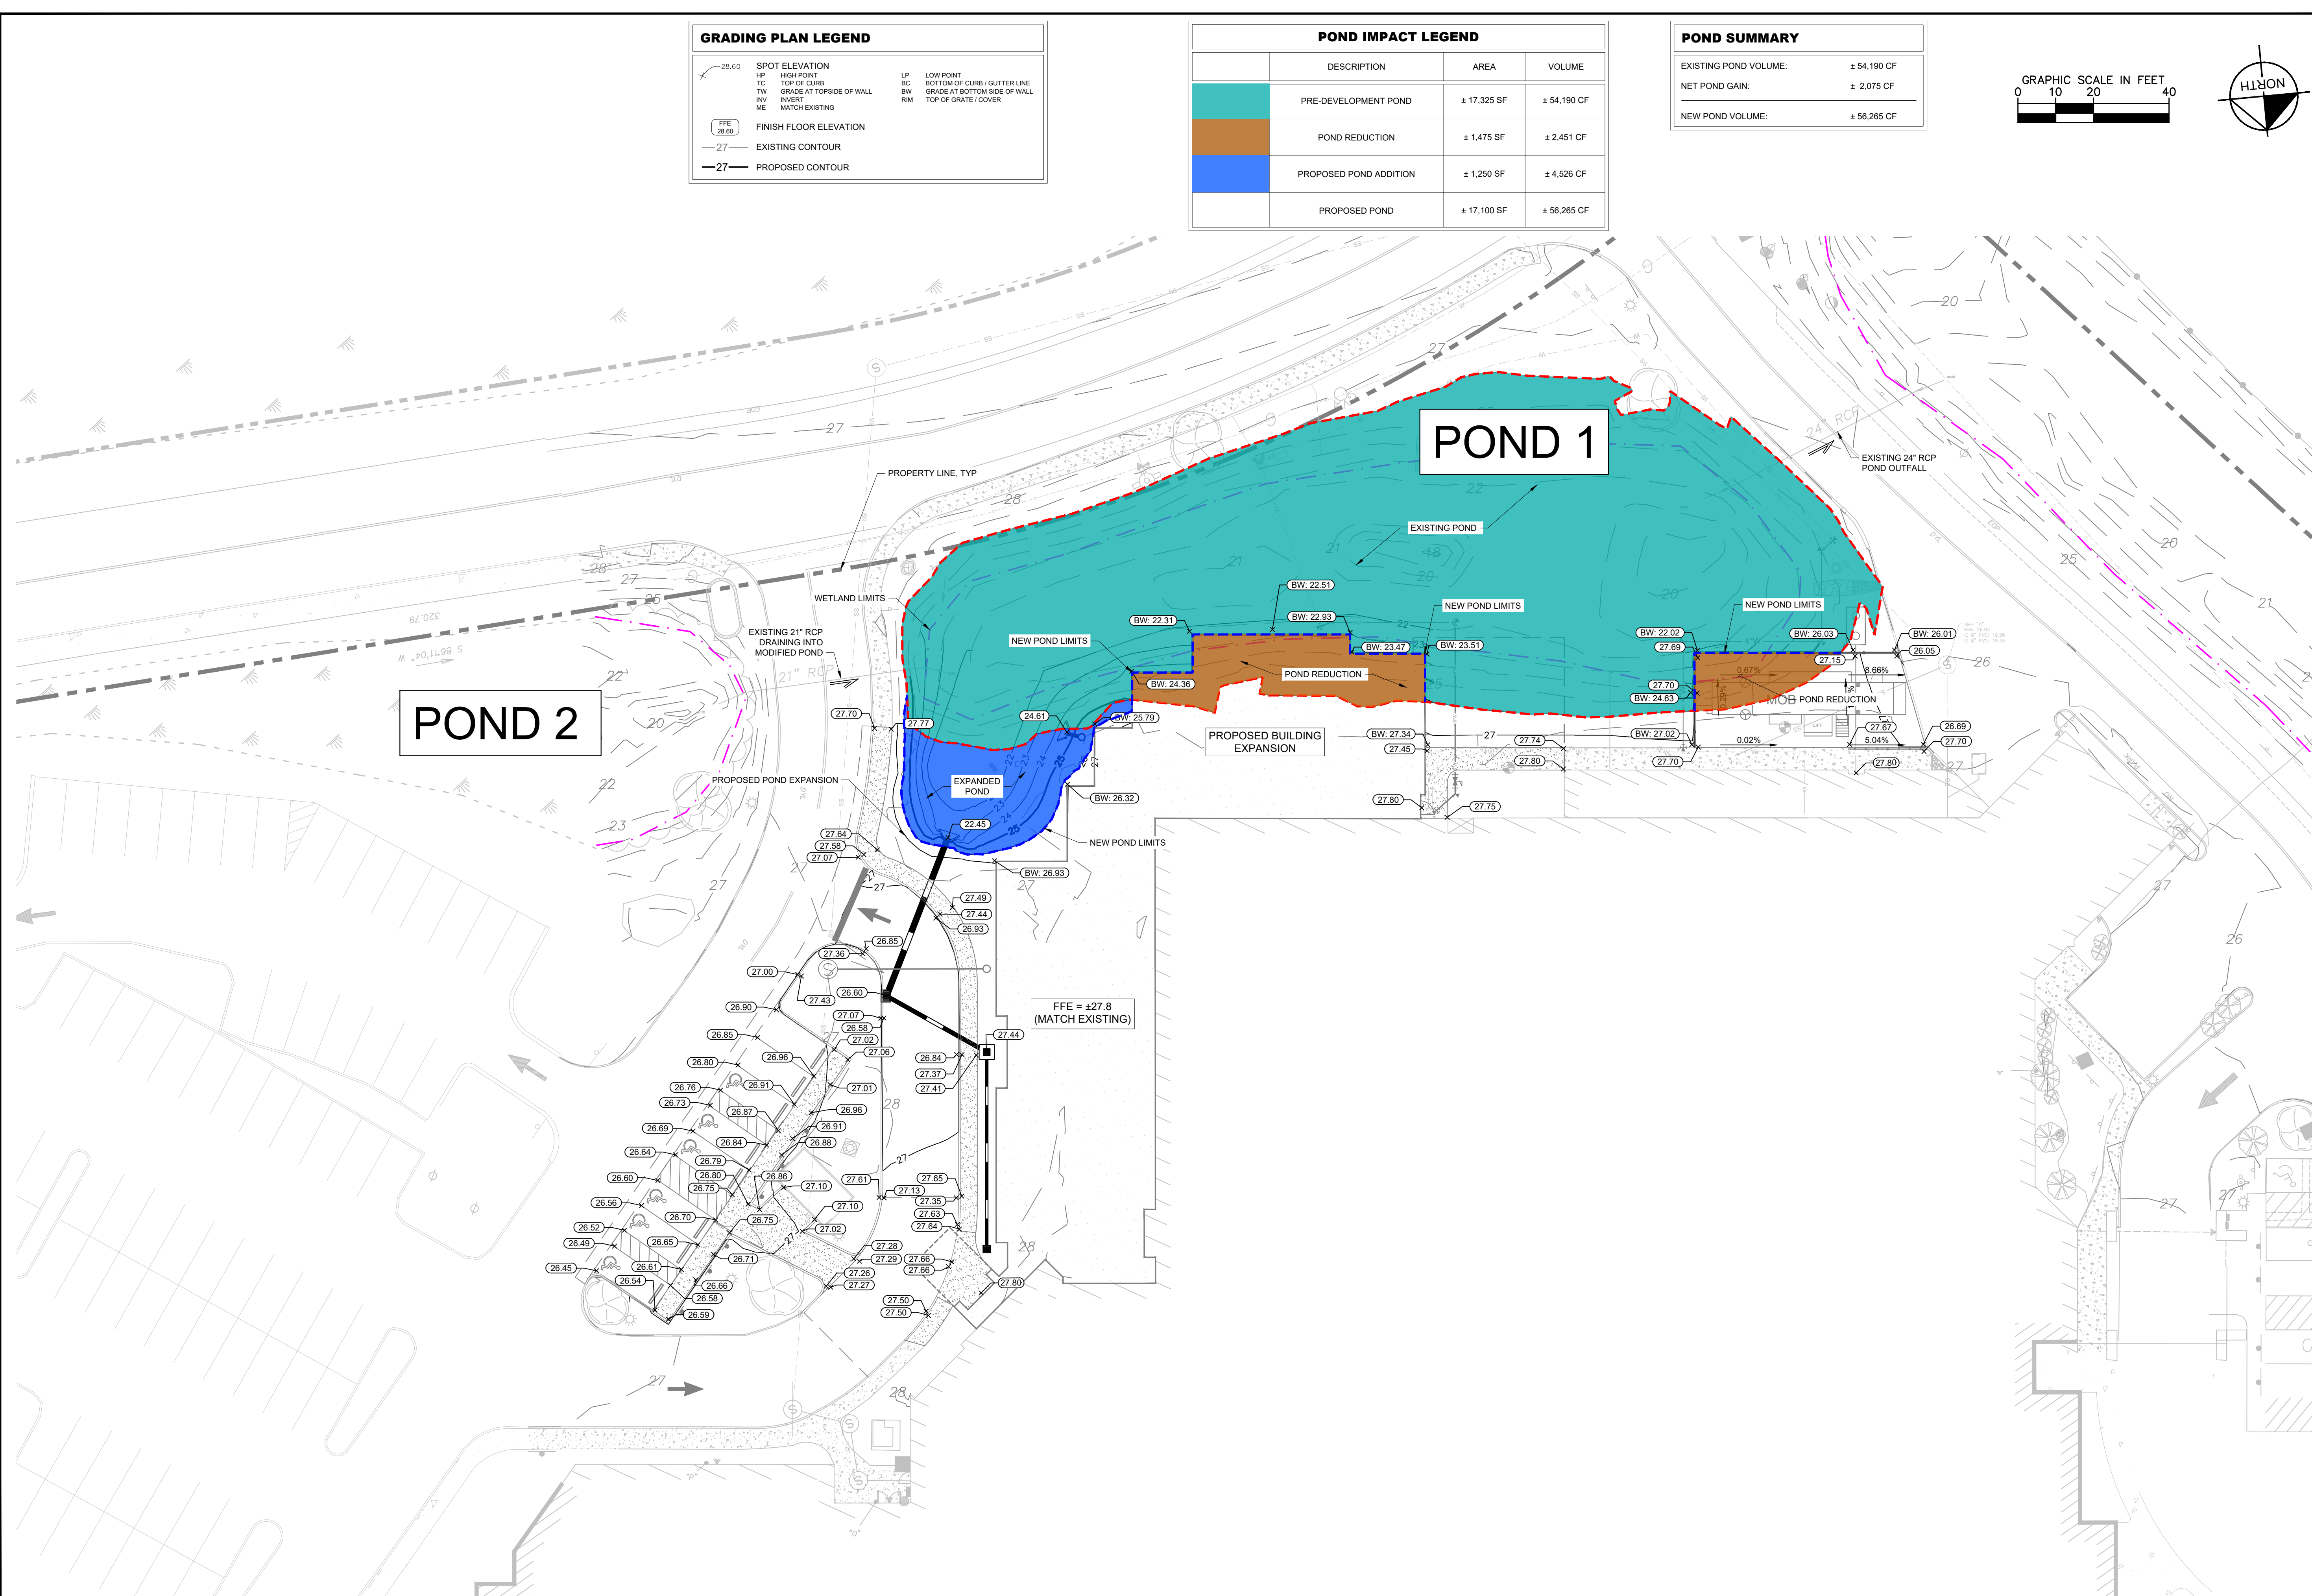 GRADING PLAN LEGEND
28.60 SPOT ELEVATION
HP HIGH POINT LP LOW POINT
TC TOP OF CURB BC BOTTOM OF CURB / GUTTER LINE
TW GRADE AT TOPSIDE OF WALL BW GRADE AT BOTTOM SIDE OF WALL
INV INVERT RIM TOP OF GRATE / COVER
ME MATCH EXISTING
FFE
28.60 FINISH FLOOR ELEVATION
27 EXISTING CONTOUR
27 PROPOSED CONTOUR
POND IMPACT LEGEND
DESCRIPTION AREA VOLUME
PRE-DEVELOPMENT POND ± 17,325 SF ± 54,190 CF
POND REDUCTION ± 1,475 SF ± 2,451 CF
PROPOSED POND ADDITION ± 1,250 SF ± 4,526 CF
PROPOSED POND ± 17,100 SF ± 56,265 CF
POND SUMMARY
EXISTING POND VOLUME: ± 54,190 CF
NET POND GAIN: ± 2,075 CF
NEW POND VOLUME: ± 56,265 CF
GRAPHIC SCALE IN FEET
0 10 20 40
NORTH
POND 1
POND 2
24" RCP
EXISTING 24" RCP
POND OUTFALL
PROPERTY LINE, TYP
EXISTING POND
WETLAND LIMITS
EXISTING 21" RCP
DRAINING INTO
MODIFIED POND
21" RCP
320.79
S 86°11'04" W
NEW POND LIMITS
BW: 22.31
BW: 22.51
BW: 22.93
BW: 23.47
BW: 23.51
NEW POND LIMITS
BW: 24.36
POND REDUCTION
BW: 22.02
27.69
NEW POND LIMITS
BW: 26.03
BW: 26.01
26.05
27.15
0.67%
8.66%
27.70
BW: 24.63
MOB
POND REDUCTION
27.70
27.77
24.61
BW: 25.79
PROPOSED BUILDING
EXPANSION
BW: 27.34
27.45
27
27.74
27.80
BW: 27.02
27.70
0.02%
27.67
5.04%
26.69
27.70
27.80
27.80
27.75
PROPOSED POND EXPANSION
EXPANDED
POND
BW: 26.32
22.45
NEW POND LIMITS
BW: 26.93
27.64
27.58
27.07
27.49
27.44
26.93
26.85
27.36
27.00
27.43
26.60
26.90
27.07
26.58
FFE = ±27.8
(MATCH EXISTING)
27.44
26.85
27.02
27.06
26.80
26.96
26.84
27.37
27.41
26.76
26.91
27.01
26.73
26.87
26.96
26.69
26.84
26.91
26.88
26.64
26.79
26.60
26.80
26.86
26.75
27.10
27.61
27.65
27.13
27.35
26.56
26.70
26.75
27.10
27.63
27.64
26.52
27.02
26.49
26.65
26.71
27.28
27.29
27.66
27.66
26.45
26.61
26.54
26.66
26.58
26.59
27.26
27.27
27.80
27.50
27.50